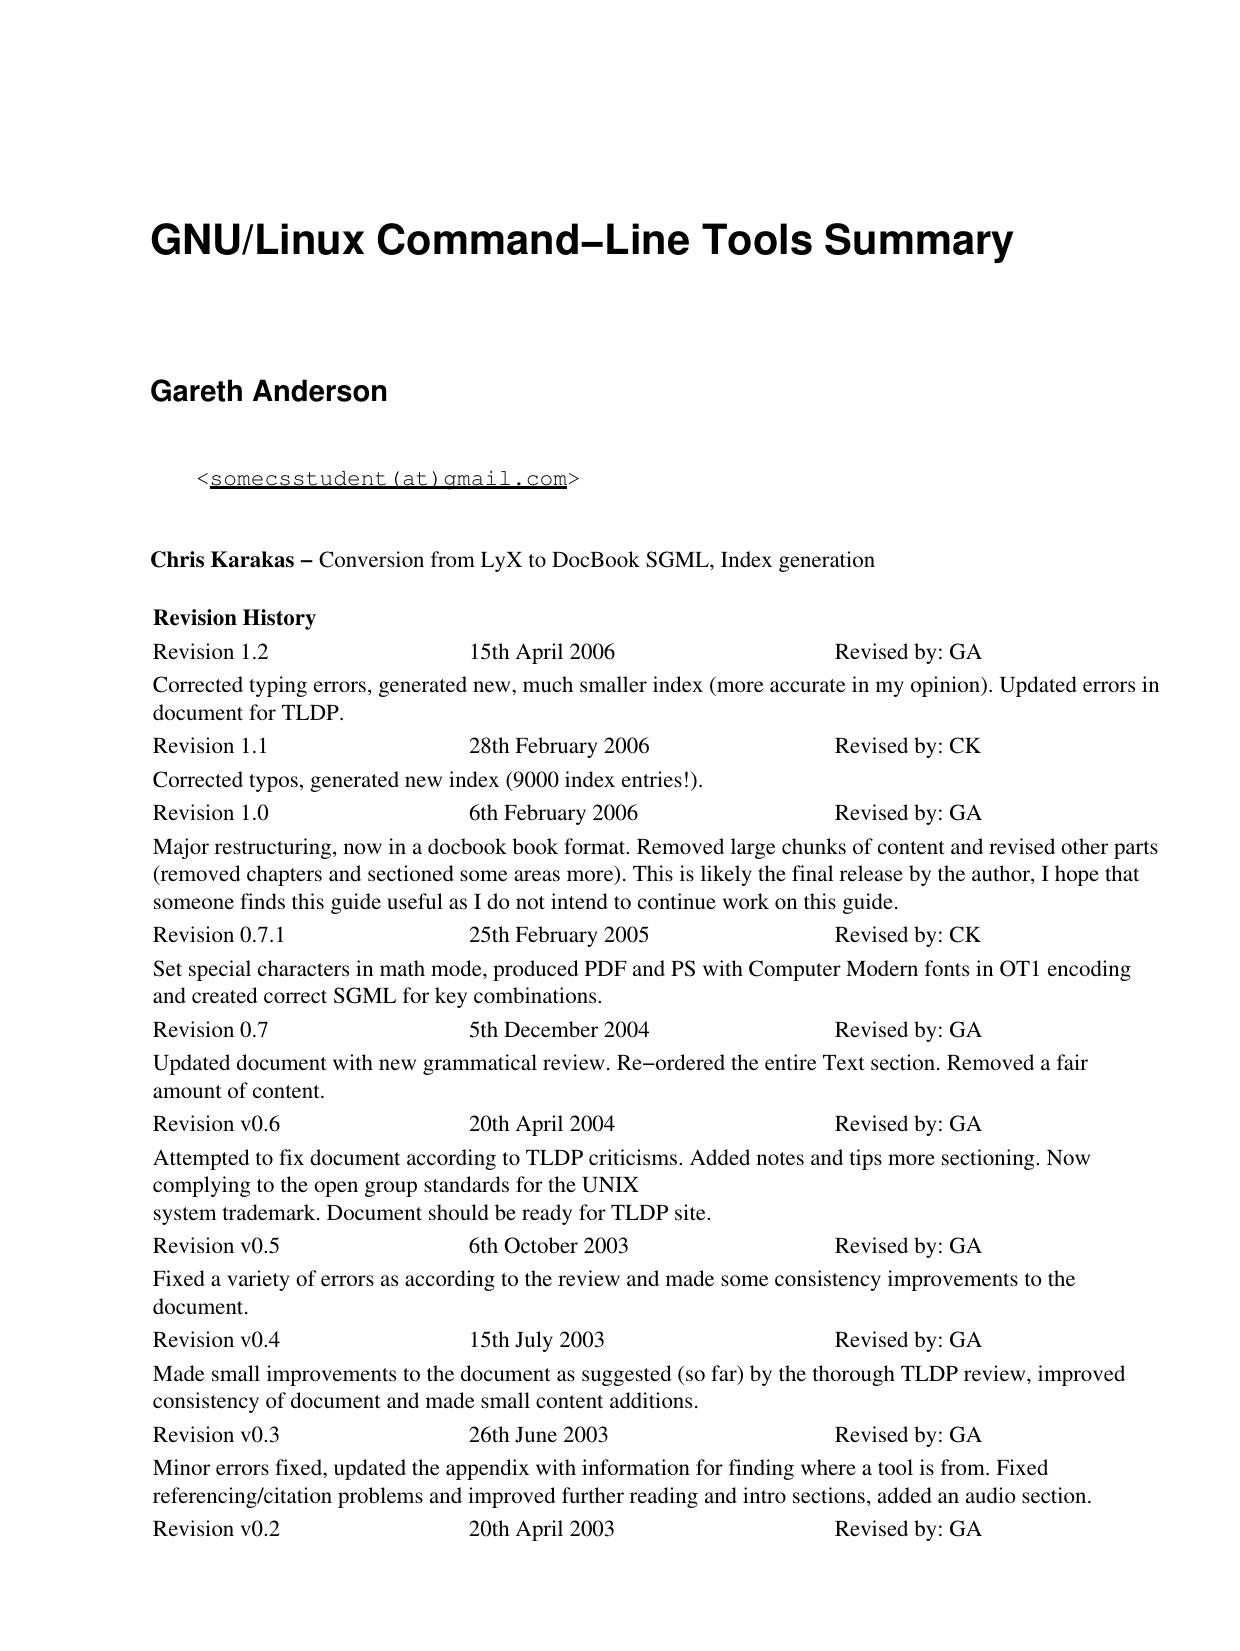 GNU/Linux Command−Line Tools Summary
Gareth Anderson
<somecsstudent(at)gmail.com>
Chris Karakas − Conversion from LyX to DocBook SGML, Index generation
Revision History
Revision 1.2 15th April 2006 Revised by: GA
Corrected typing errors, generated new, much smaller index (more accurate in my opinion). Updated errors in
document for TLDP.
Revision 1.1 28th February 2006 Revised by: CK
Corrected typos, generated new index (9000 index entries!).
Revision 1.0 6th February 2006 Revised by: GA
Major restructuring, now in a docbook book format. Removed large chunks of content and revised other parts
(removed chapters and sectioned some areas more). This is likely the final release by the author, I hope that
someone finds this guide useful as I do not intend to continue work on this guide.
Revision 0.7.1 25th February 2005 Revised by: CK
Set special characters in math mode, produced PDF and PS with Computer Modern fonts in OT1 encoding
and created correct SGML for key combinations.
Revision 0.7 5th December 2004 Revised by: GA
Updated document with new grammatical review. Re−ordered the entire Text section. Removed a fair
amount of content.
Revision v0.6 20th April 2004 Revised by: GA
Attempted to fix document according to TLDP criticisms. Added notes and tips more sectioning. Now
complying to the open group standards for the UNIX
system trademark. Document should be ready for TLDP site.
Revision v0.5 6th October 2003 Revised by: GA
Fixed a variety of errors as according to the review and made some consistency improvements to the
document.
Revision v0.4 15th July 2003 Revised by: GA
Made small improvements to the document as suggested (so far) by the thorough TLDP review, improved
consistency of document and made small content additions.
Revision v0.3 26th June 2003 Revised by: GA
Minor errors fixed, updated the appendix with information for finding where a tool is from. Fixed
referencing/citation problems and improved further reading and intro sections, added an audio section.
Revision v0.2 20th April 2003 Revised by: GA